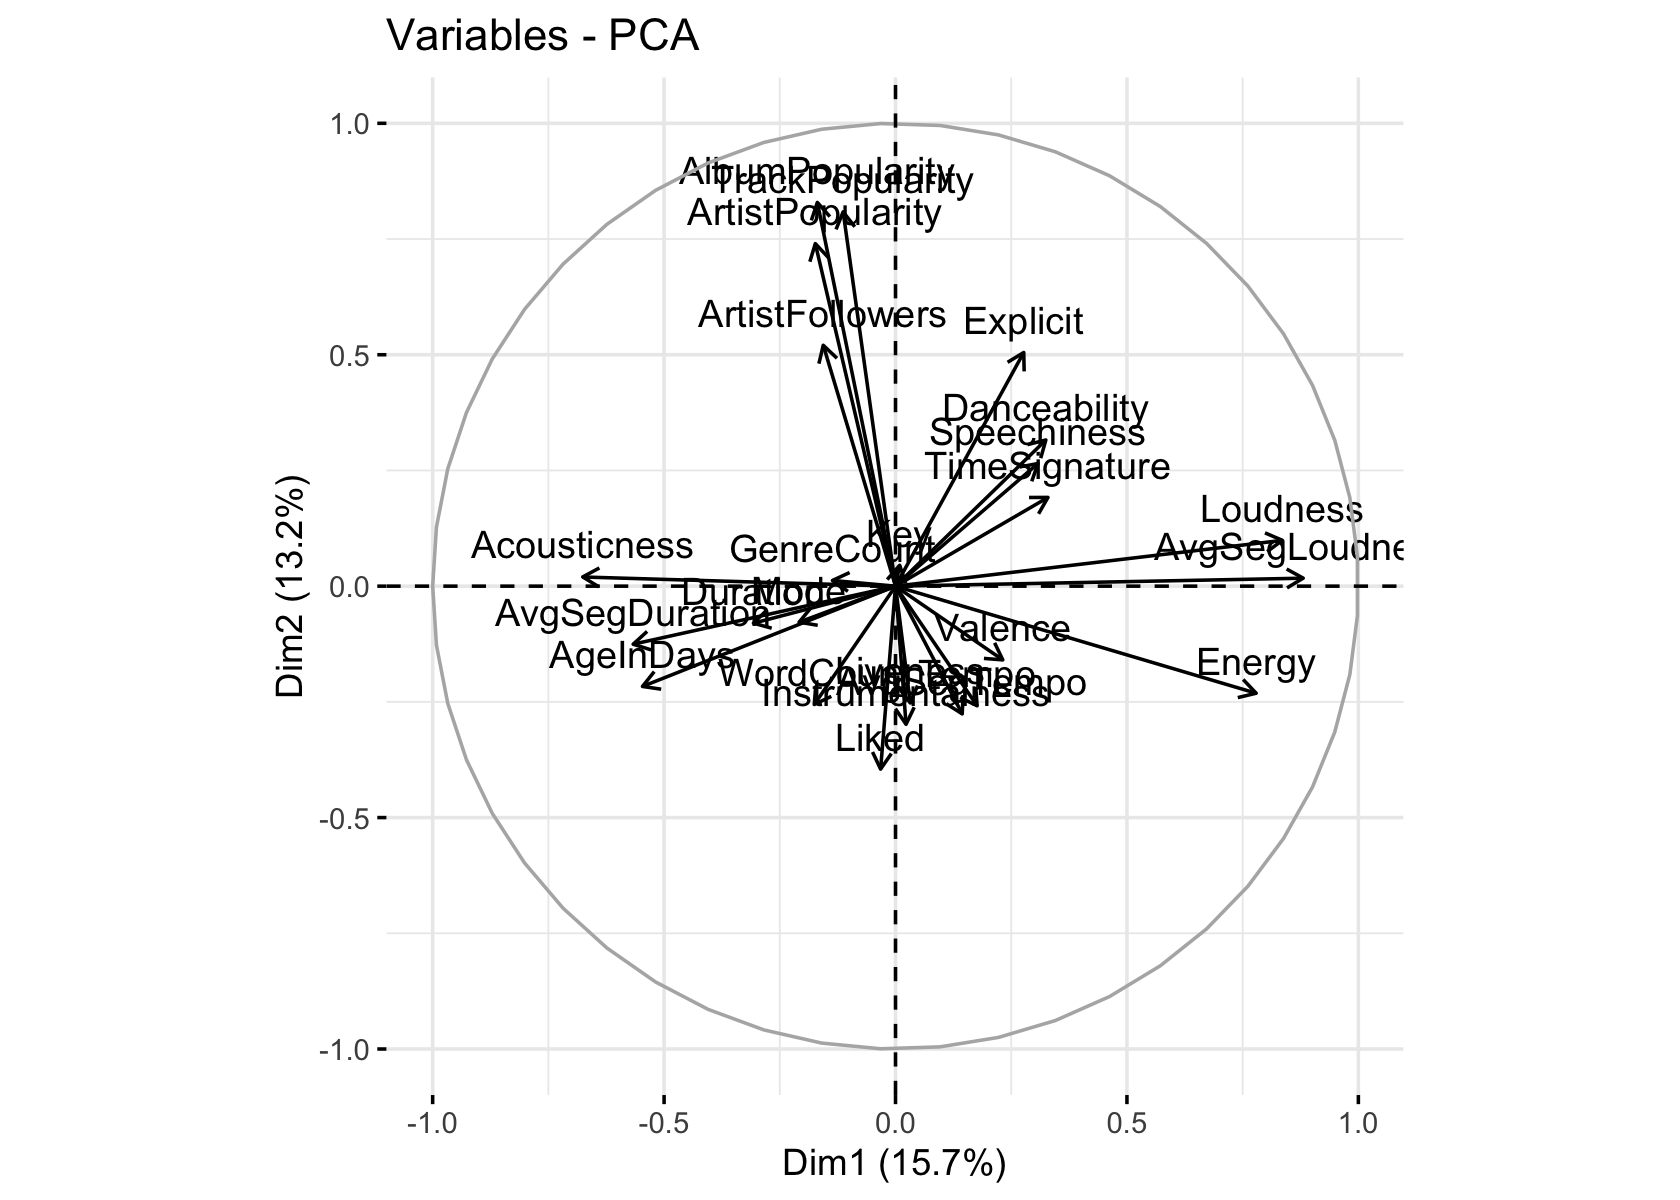 Variables - PCA
1.0
AlbumPopularity
TrackPopularity
ArtistPopularity
ArtistFollowers
Explicit
0.5
Danceability
Speechiness
TimeSignature
Loudness
Key
Acousticness
GenreCount
AvgSegLoudne
0.0
Duration
Mode
AvgSegDuration
Valence
AgeInDays
Energy
WordCount
Liveness
Tempo
AvgSegTempo
Instrumentalness
Liked
-0.5
-1.0
Dim2 (13.2%)
-1.0
-0.5
0.0
0.5
1.0
Dim1 (15.7%)